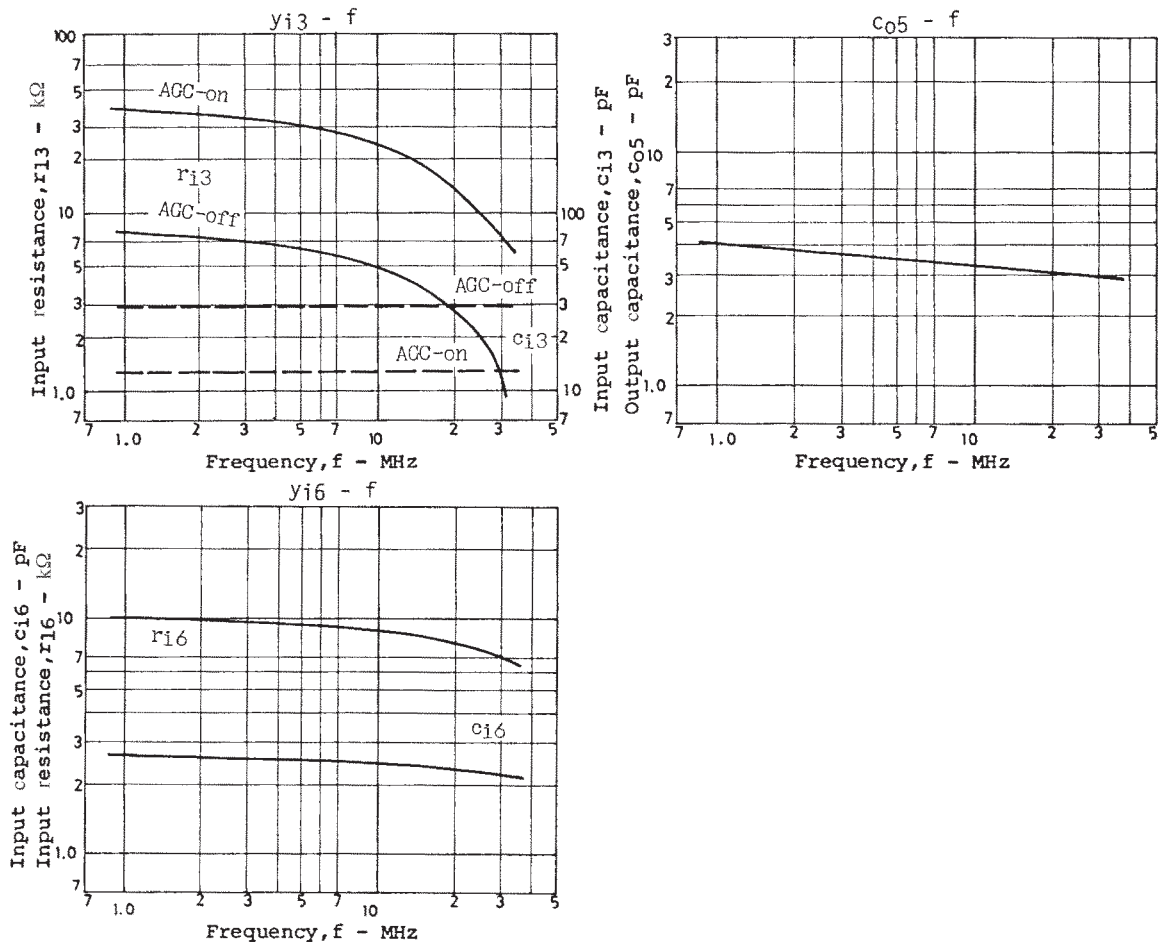 yi3 - f
Input resistance, r13 - kΩ
100
7
5
3
2
10
7
5
3
2
1.0
7
AGC-on
ri3
AGC-off
AGC-off
ci3
AGC-on
100
7
5
3
2
10
7
Input capacitance, ci3 - pF
7 1.0 2 3 5 7 10 2 3 5
Frequency, f - MHz
co5 - f
Output capacitance, co5 - pF
3
2
10
7
5
3
2
1.0
7
7 1.0 2 3 5 7 10 2 3 5
Frequency, f - MHz
yi6 - f
Input capacitance, ci6 - pF
Input resistance, r16 - kΩ
3
2
10
7
5
3
2
1.0
7
ri6
ci6
7 1.0 2 3 5 7 10 2 3 5
Frequency, f - MHz